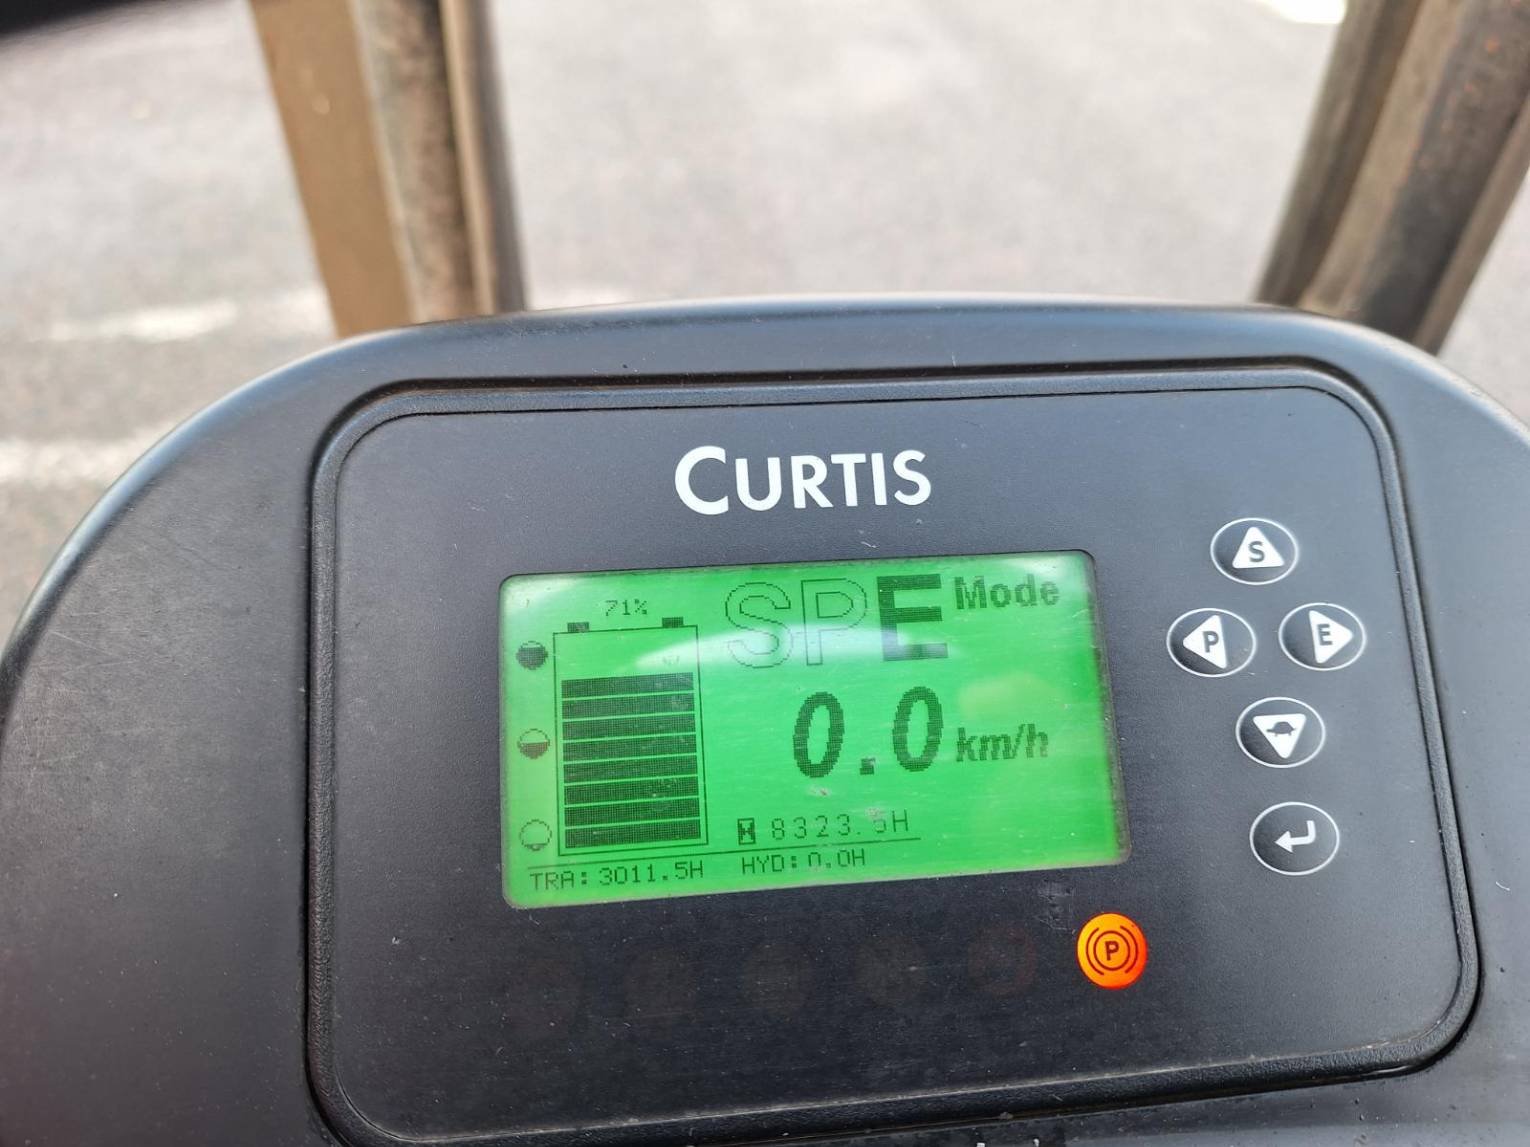 CURTIS
71%
SPE Mode
0.0 km/h
8323.5H
TRA:3011.5H HYD:0.0H
S
P E
P